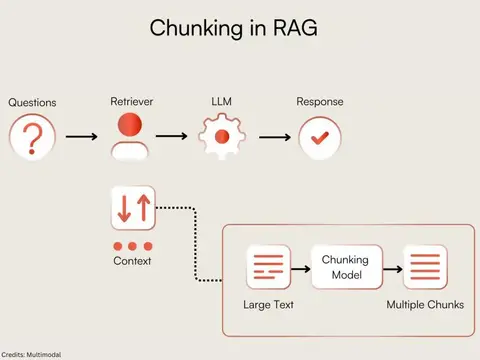 Chunking in RAG
Questions
Retriever
LLM
Response
?
Context
Chunking
Model
Large Text
Multiple Chunks
Credits: Multimodal